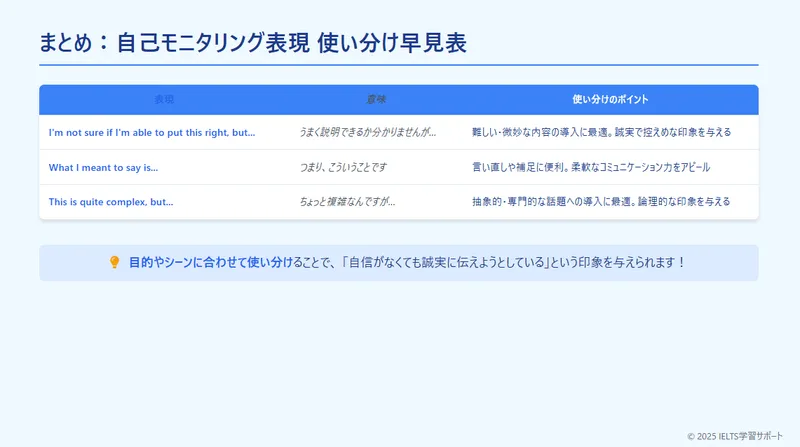 まとめ：自己モニタリング表現 使い分け早見表
表現 意味 使い分けのポイント
I'm not sure if I'm able to put this right, but... うまく説明できるか分かりませんが… 難しい・微妙な内容の導入に最適。誠実で控えめな印象を与える
What I meant to say is... つまり、こういうことです 言い直しや補足に便利。柔軟なコミュニケーション力をアピール
This is quite complex, but... ちょっと複雑なんですが… 抽象的・専門的な話題への導入に最適。論理的な印象を与える
目的やシーンに合わせて使い分けることで、「自信がなくても誠実に伝えようとしている」という印象を与えられます！
© 2025 IELTS学習サポート